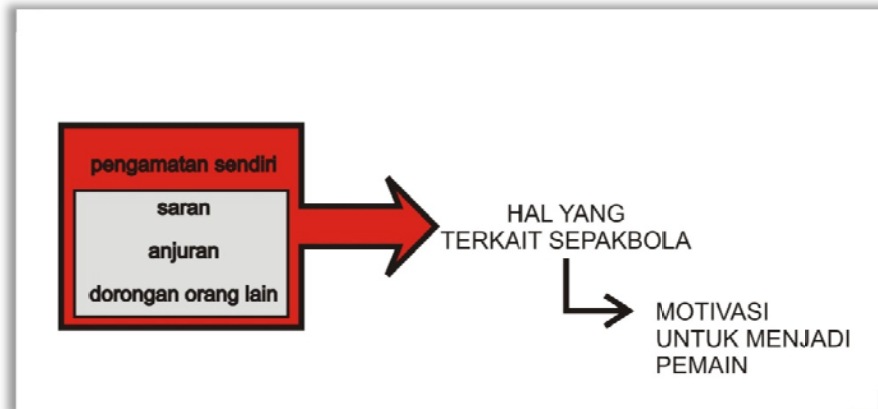 pengamatan sendiri
saran
anjuran
dorongan orang lain
HAL YANG
TERKAIT SEPAKBOLA
MOTIVASI
UNTUK MENJADI
PEMAIN